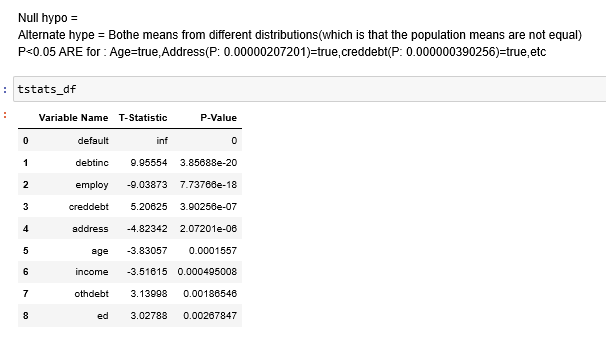 Null hypo =
Alternate hype = Bothe means from different distributions(which is that the population means are not equal)
P<0.05 ARE for : Age=true,Address(P: 0.00000207201)=true,creddebt(P: 0.000000390256)=true,etc
: tstats_df
:
Variable Name T-Statistic P-Value
0 default inf 0
1 debtinc 9.95554 3.85688e-20
2 employ -9.03873 7.73766e-18
3 creddebt 5.20625 3.90256e-07
4 address -4.82342 2.07201e-06
5 age -3.83057 0.0001557
6 income -3.51615 0.000495008
7 othdebt 3.13998 0.00186546
8 ed 3.02788 0.00267847